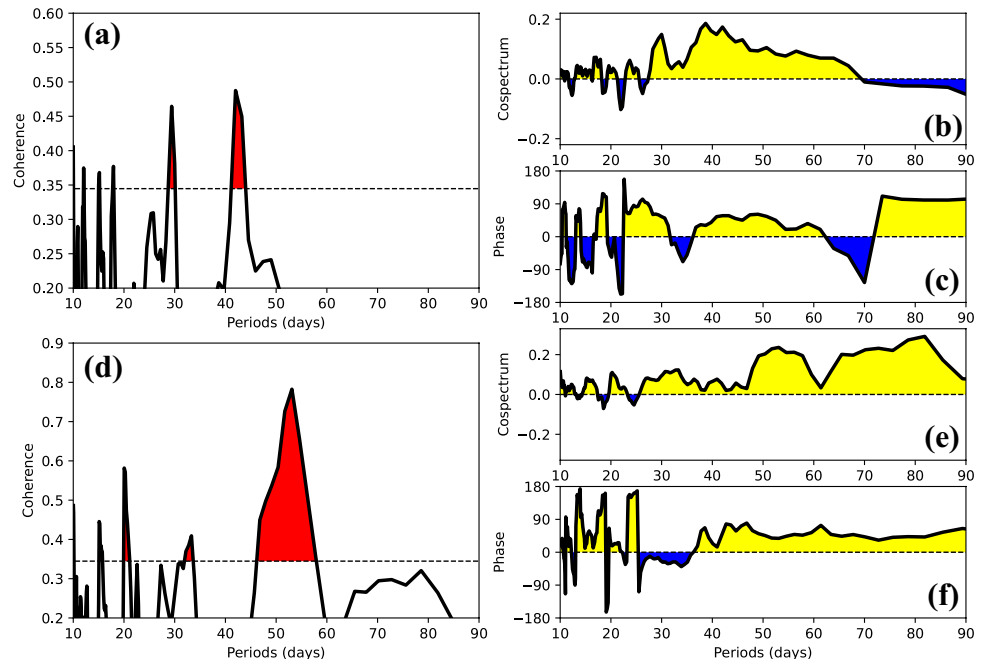 (a)
0.60
0.55
0.50
0.45
0.40
0.35
0.30
0.25
0.20
Coherence
10 20 30 40 50 60 70 80 90
Periods (days)
(b)
0.2
0.0
−0.2
Cospectrum
10 20 30 40 50 60 70 80 90
(c)
180
90
0
−90
−180
Phase
10 20 30 40 50 60 70 80 90
Periods (days)
(d)
0.9
0.8
0.7
0.6
0.5
0.4
0.3
0.2
Coherence
10 20 30 40 50 60 70 80 90
Periods (days)
(e)
0.2
0.0
−0.2
Cospectrum
10 20 30 40 50 60 70 80 90
(f)
180
90
0
−90
−180
Phase
10 20 30 40 50 60 70 80 90
Periods (days)